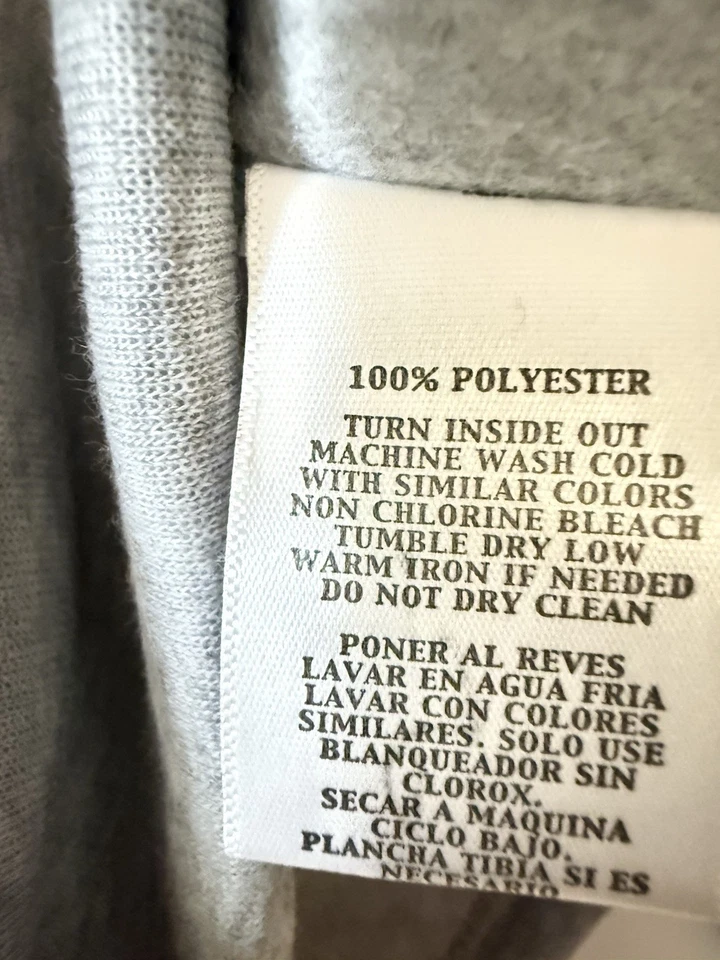 100% POLYESTER
TURN INSIDE OUT
MACHINE WASH COLD
WITH SIMILAR COLORS
NON CHLORINE BLEACH
TUMBLE DRY LOW
WARM IRON IF NEEDED
DO NOT DRY CLEAN
PONER AL REVES
LAVAR EN AGUA FRIA
LAVAR CON COLORES
SIMILARES. SOLO USE
BLANQUEADOR SIN
CLOROX.
SECAR A MAQUINA
CICLO BAJO.
PLANCHA TIBIA SI ES
NECESARIO